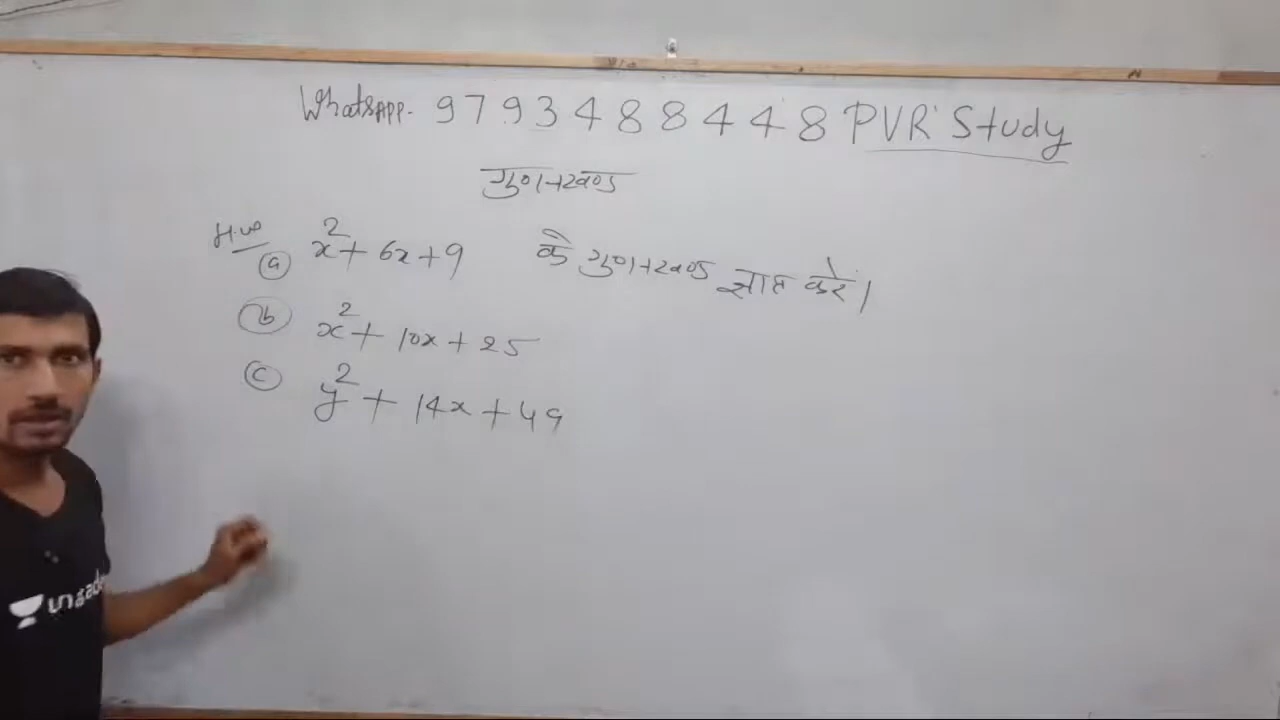 WhatsApp. 9793488448 PVR Study
गुणनखण्ड
H.W
(a) x² + 6x + 9 के गुणनखण्ड ज्ञात करें।
(b) x² + 10x + 25
(c) y² + 14x + 49